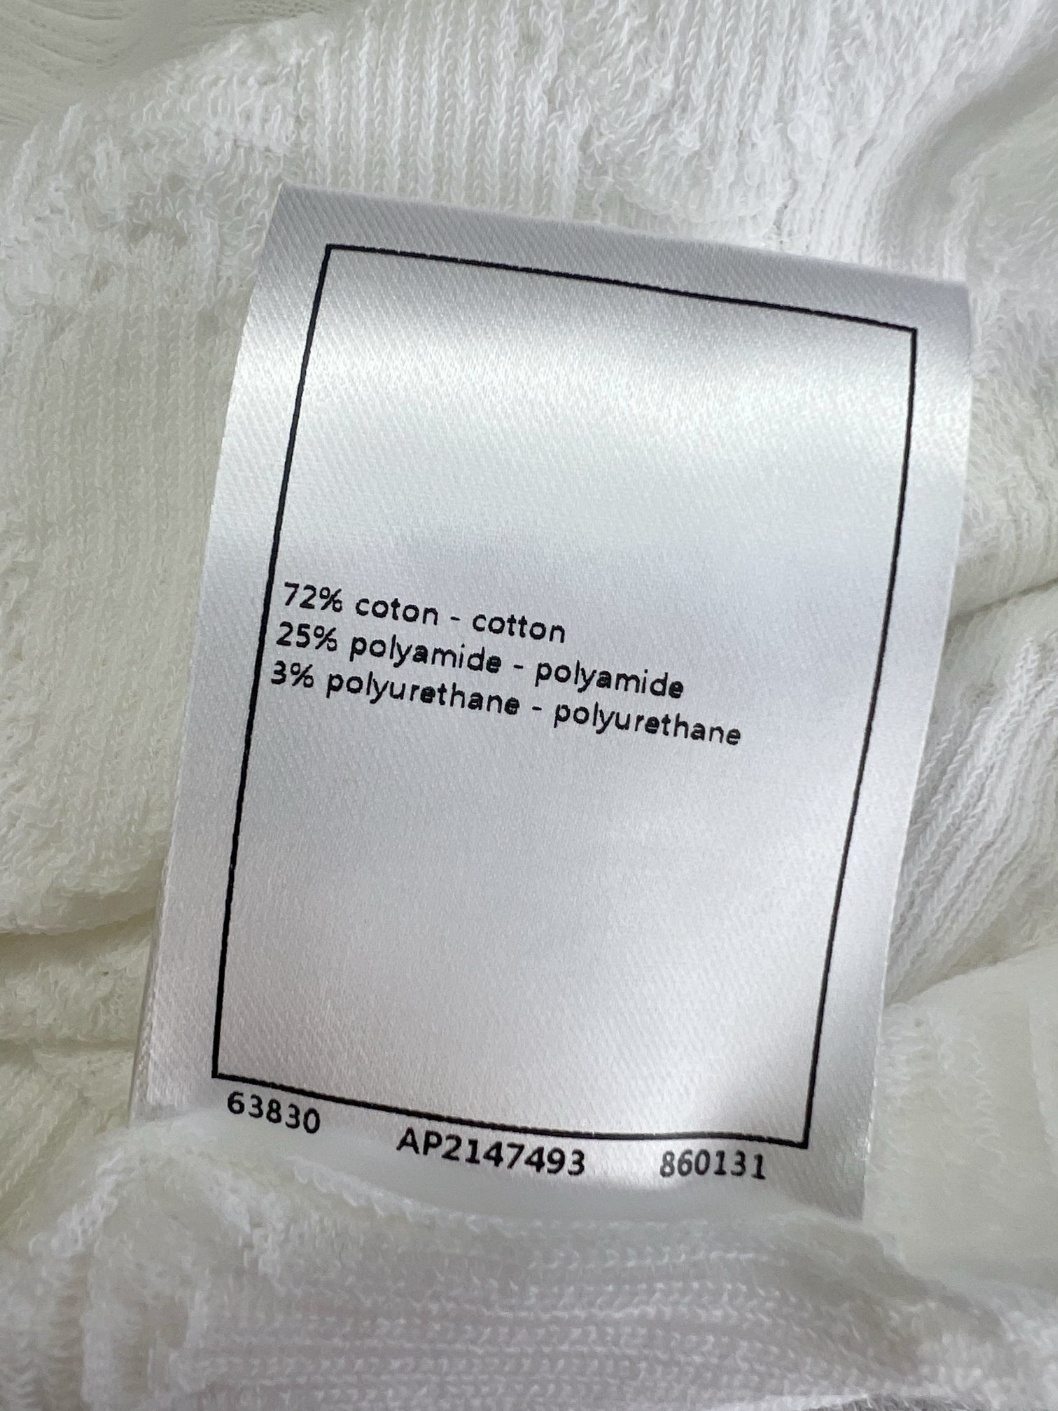 72% coton - cotton
25% polyamide - polyamide
3% polyurethane - polyurethane
63830 AP2147493 860131